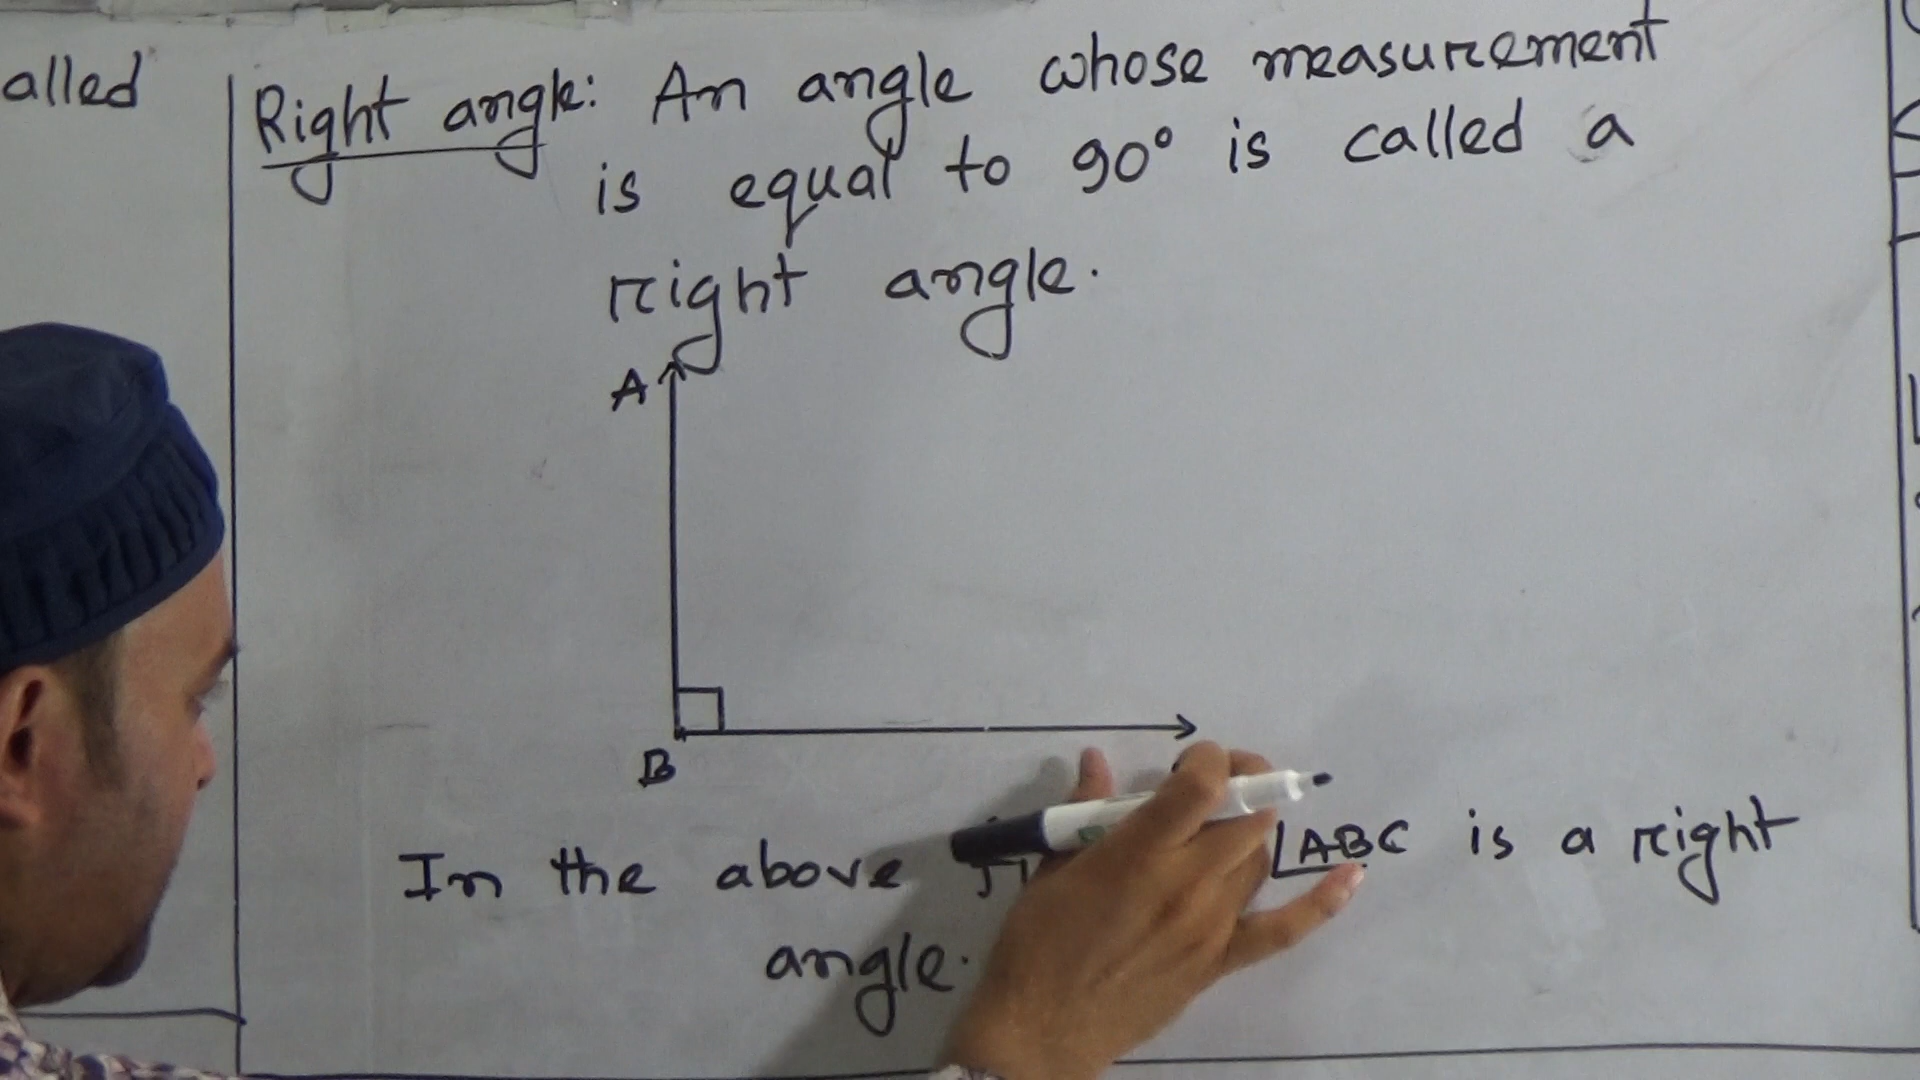 alled
Right angle: An angle whose measurement
is equal to 90° is called a
right angle.
A
B
In the above ∠ABC is a right
angle.